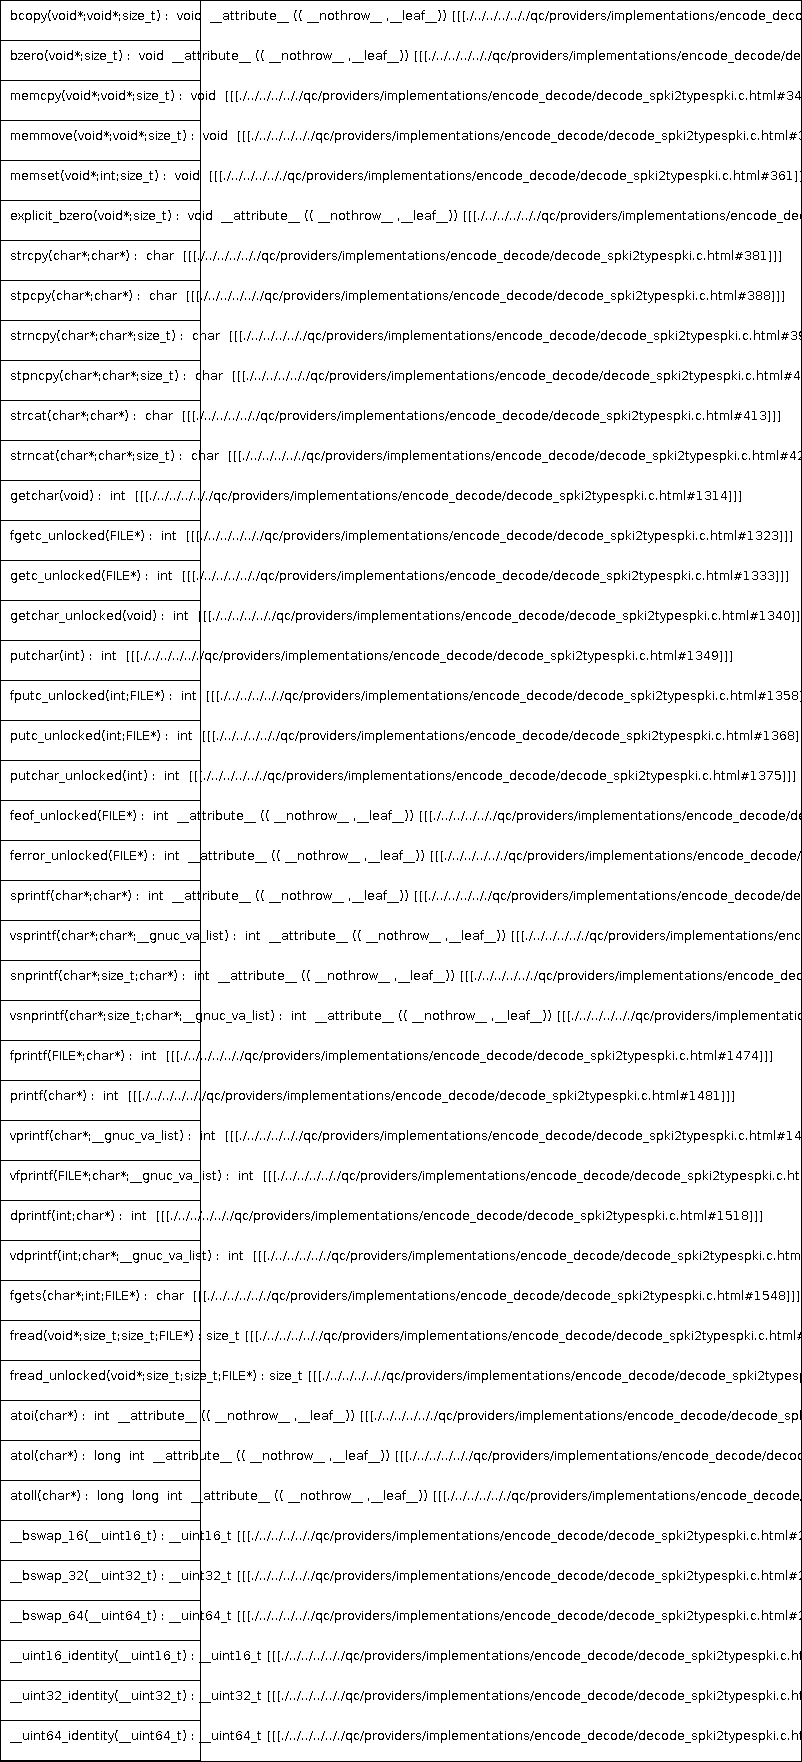 bcopy(void*;void*;size_t) : void __attribute__ (( __nothrow__ ,__leaf__)) [[[./../../../././qc/providers/implementations/encode_deco
bzero(void*;size_t) : void __attribute__ (( __nothrow__ ,__leaf__)) [[[./../../../././qc/providers/implementations/encode_decode/de
memcpy(void*;void*;size_t) : void [[[./../../../././qc/providers/implementations/encode_decode/decode_spki2typespki.c.html#34
memmove(void*;void*;size_t) : void [[[./../../../././qc/providers/implementations/encode_decode/decode_spki2typespki.c.html#
memset(void*;int;size_t) : void [[[./../../../././qc/providers/implementations/encode_decode/decode_spki2typespki.c.html#361]]
explicit_bzero(void*;size_t) : void __attribute__ (( __nothrow__ ,__leaf__)) [[[./../../../././qc/providers/implementations/encode_de
strcpy(char*;char*) : char [[[./../../../././qc/providers/implementations/encode_decode/decode_spki2typespki.c.html#381]]]
stpcpy(char*;char*) : char [[[./../../../././qc/providers/implementations/encode_decode/decode_spki2typespki.c.html#388]]]
strncpy(char*;char*;size_t) : char [[[./../../../././qc/providers/implementations/encode_decode/decode_spki2typespki.c.html#39
stpncpy(char*;char*;size_t) : char [[[./../../../././qc/providers/implementations/encode_decode/decode_spki2typespki.c.html#4
strcat(char*;char*) : char [[[./../../../././qc/providers/implementations/encode_decode/decode_spki2typespki.c.html#413]]]
strncat(char*;char*;size_t) : char [[[./../../../././qc/providers/implementations/encode_decode/decode_spki2typespki.c.html#42
getchar(void) : int [[[./../../../././qc/providers/implementations/encode_decode/decode_spki2typespki.c.html#1314]]]
fgetc_unlocked(FILE*) : int [[[./../../../././qc/providers/implementations/encode_decode/decode_spki2typespki.c.html#1323]]]
getc_unlocked(FILE*) : int [[[./../../../././qc/providers/implementations/encode_decode/decode_spki2typespki.c.html#1333]]]
getchar_unlocked(void) : int [[[./../../../././qc/providers/implementations/encode_decode/decode_spki2typespki.c.html#1340]]
putchar(int) : int [[[./../../../././qc/providers/implementations/encode_decode/decode_spki2typespki.c.html#1349]]]
fputc_unlocked(int;FILE*) : int [[[./../../../././qc/providers/implementations/encode_decode/decode_spki2typespki.c.html#1358]
putc_unlocked(int;FILE*) : int [[[./../../../././qc/providers/implementations/encode_decode/decode_spki2typespki.c.html#1368]
putchar_unlocked(int) : int [[[./../../../././qc/providers/implementations/encode_decode/decode_spki2typespki.c.html#1375]]]
feof_unlocked(FILE*) : int __attribute__ (( __nothrow__ ,__leaf__)) [[[./../../../././qc/providers/implementations/encode_decode/de
ferror_unlocked(FILE*) : int __attribute__ (( __nothrow__ ,__leaf__)) [[[./../../../././qc/providers/implementations/encode_decode/
sprintf(char*;char*) : int __attribute__ (( __nothrow__ ,__leaf__)) [[[./../../../././qc/providers/implementations/encode_decode/de
vsprintf(char*;char*;__gnuc_va_list) : int __attribute__ (( __nothrow__ ,__leaf__)) [[[./../../../././qc/providers/implementations/enc
snprintf(char*;size_t;char*) : int __attribute__ (( __nothrow__ ,__leaf__)) [[[./../../../././qc/providers/implementations/encode_dec
vsnprintf(char*;size_t;char*;__gnuc_va_list) : int __attribute__ (( __nothrow__ ,__leaf__)) [[[./../../../././qc/providers/implementatio
fprintf(FILE*;char*) : int [[[./../../../././qc/providers/implementations/encode_decode/decode_spki2typespki.c.html#1474]]]
printf(char*) : int [[[./../../../././qc/providers/implementations/encode_decode/decode_spki2typespki.c.html#1481]]]
vprintf(char*;__gnuc_va_list) : int [[[./../../../././qc/providers/implementations/encode_decode/decode_spki2typespki.c.html#14
vfprintf(FILE*;char*;__gnuc_va_list) : int [[[./../../../././qc/providers/implementations/encode_decode/decode_spki2typespki.c.ht
dprintf(int;char*) : int [[[./../../../././qc/providers/implementations/encode_decode/decode_spki2typespki.c.html#1518]]]
vdprintf(int;char*;__gnuc_va_list) : int [[[./../../../././qc/providers/implementations/encode_decode/decode_spki2typespki.c.htm
fgets(char*;int;FILE*) : char [[[./../../../././qc/providers/implementations/encode_decode/decode_spki2typespki.c.html#1548]]]
fread(void*;size_t;size_t;FILE*) : size_t [[[./../../../././qc/providers/implementations/encode_decode/decode_spki2typespki.c.html#
fread_unlocked(void*;size_t;size_t;FILE*) : size_t [[[./../../../././qc/providers/implementations/encode_decode/decode_spki2types
atoi(char*) : int __attribute__ (( __nothrow__ ,__leaf__)) [[[./../../../././qc/providers/implementations/encode_decode/decode_sp
atol(char*) : long int __attribute__ (( __nothrow__ ,__leaf__)) [[[./../../../././qc/providers/implementations/encode_decode/decod
atoll(char*) : long long int __attribute__ (( __nothrow__ ,__leaf__)) [[[./../../../././qc/providers/implementations/encode_decode/
__bswap_16(__uint16_t) : __uint16_t [[[./../../../././qc/providers/implementations/encode_decode/decode_spki2typespki.c.html#
__bswap_32(__uint32_t) : __uint32_t [[[./../../../././qc/providers/implementations/encode_decode/decode_spki2typespki.c.html#
__bswap_64(__uint64_t) : __uint64_t [[[./../../../././qc/providers/implementations/encode_decode/decode_spki2typespki.c.html#
__uint16_identity(__uint16_t) : __uint16_t [[[./../../../././qc/providers/implementations/encode_decode/decode_spki2typespki.c.ht
__uint32_identity(__uint32_t) : __uint32_t [[[./../../../././qc/providers/implementations/encode_decode/decode_spki2typespki.c.ht
__uint64_identity(__uint64_t) : __uint64_t [[[./../../../././qc/providers/implementations/encode_decode/decode_spki2typespki.c.ht